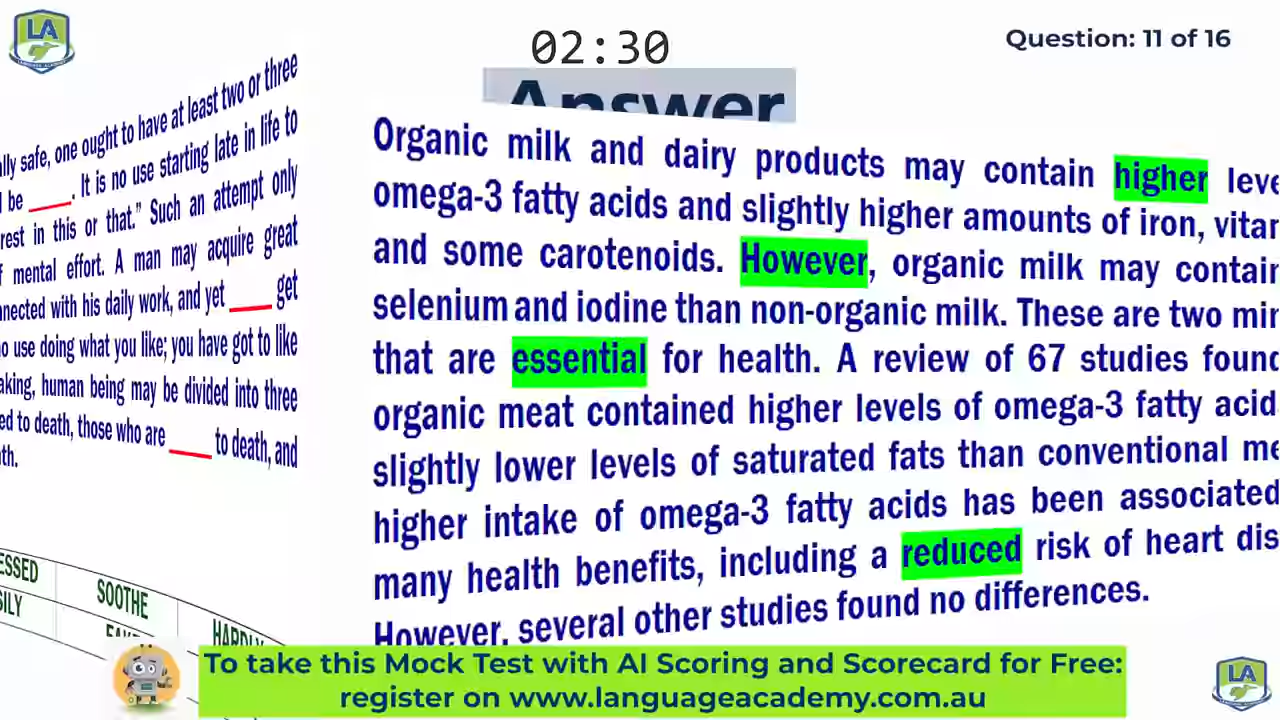 LA
02:30
Question: 11 of 16
Answer
lly safe, one ought to have at least two or three
be ____. It is no use starting late in life to
rest in this or that.” Such an attempt only
f mental effort. A man may acquire great
nnected with his daily work, and yet ____ get
o use doing what you like; you have got to like
aking, human being may be divided into three
ed to death, those who are ____ to death, and
th.
ESSED SOOTHE
SILY HARDLY
Organic milk and dairy products may contain higher leve
omega-3 fatty acids and slightly higher amounts of iron, vitam
and some carotenoids. However, organic milk may contain
selenium and iodine than non-organic milk. These are two min
that are essential for health. A review of 67 studies found
organic meat contained higher levels of omega-3 fatty acid
slightly lower levels of saturated fats than conventional me
higher intake of omega-3 fatty acids has been associated
many health benefits, including a reduced risk of heart dis
However, several other studies found no differences.
To take this Mock Test with AI Scoring and Scorecard for Free:
register on www.languageacademy.com.au
LA